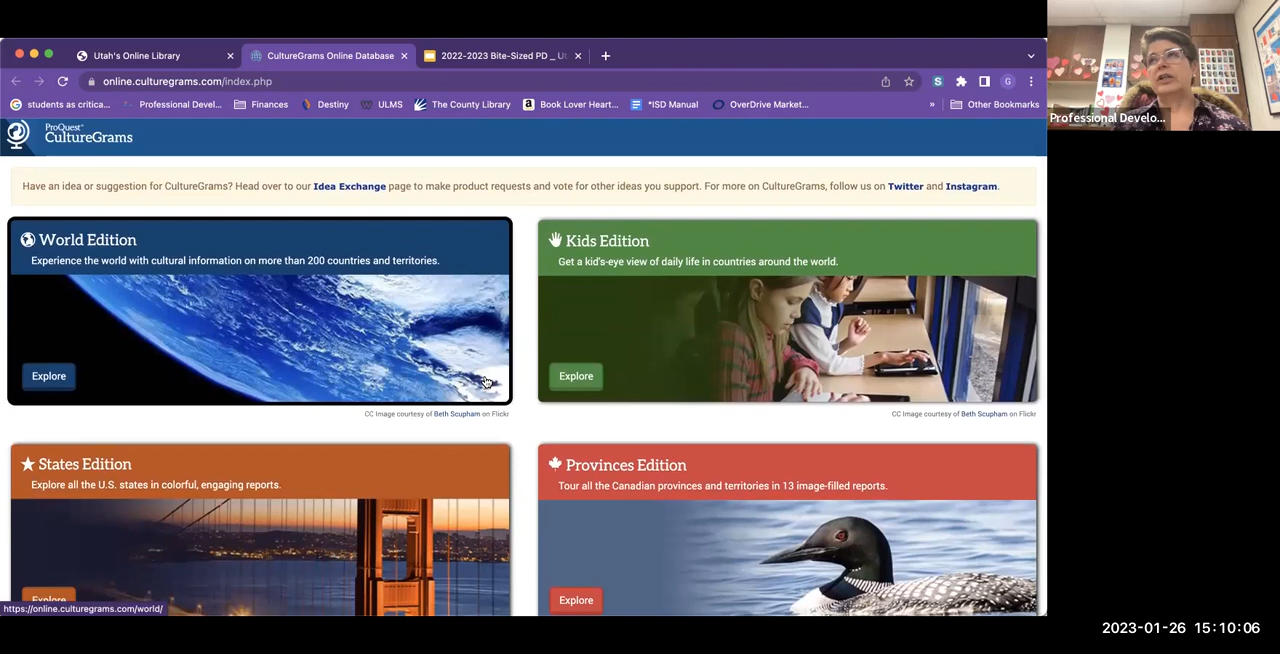 Utah's Online Library
CultureGrams Online Database
2022-2023 Bite-Sized PD _ Ut
online.culturegrams.com/index.php
S
G
students as critica...
Professional Devel...
Finances
Destiny
ULMS
The County Library
Book Lover Heart...
*ISD Manual
OverDrive Market...
»
Other Bookmarks
Professional Develo...
ProQuest
CultureGrams
Have an idea or suggestion for CultureGrams? Head over to our Idea Exchange page to make product requests and vote for other ideas you support. For more on CultureGrams, follow us on Twitter and Instagram.
World Edition
Experience the world with cultural information on more than 200 countries and territories.
Explore
CC Image courtesy of Beth Scupham on Flickr
Kids Edition
Get a kid's-eye view of daily life in countries around the world.
Explore
CC Image courtesy of Beth Scupham on Flickr
States Edition
Explore all the U.S. states in colorful, engaging reports.
Explore
Provinces Edition
Tour all the Canadian provinces and territories in 13 image-filled reports.
Explore
https://online.culturegrams.com/world/
2023-01-26 15:10:06